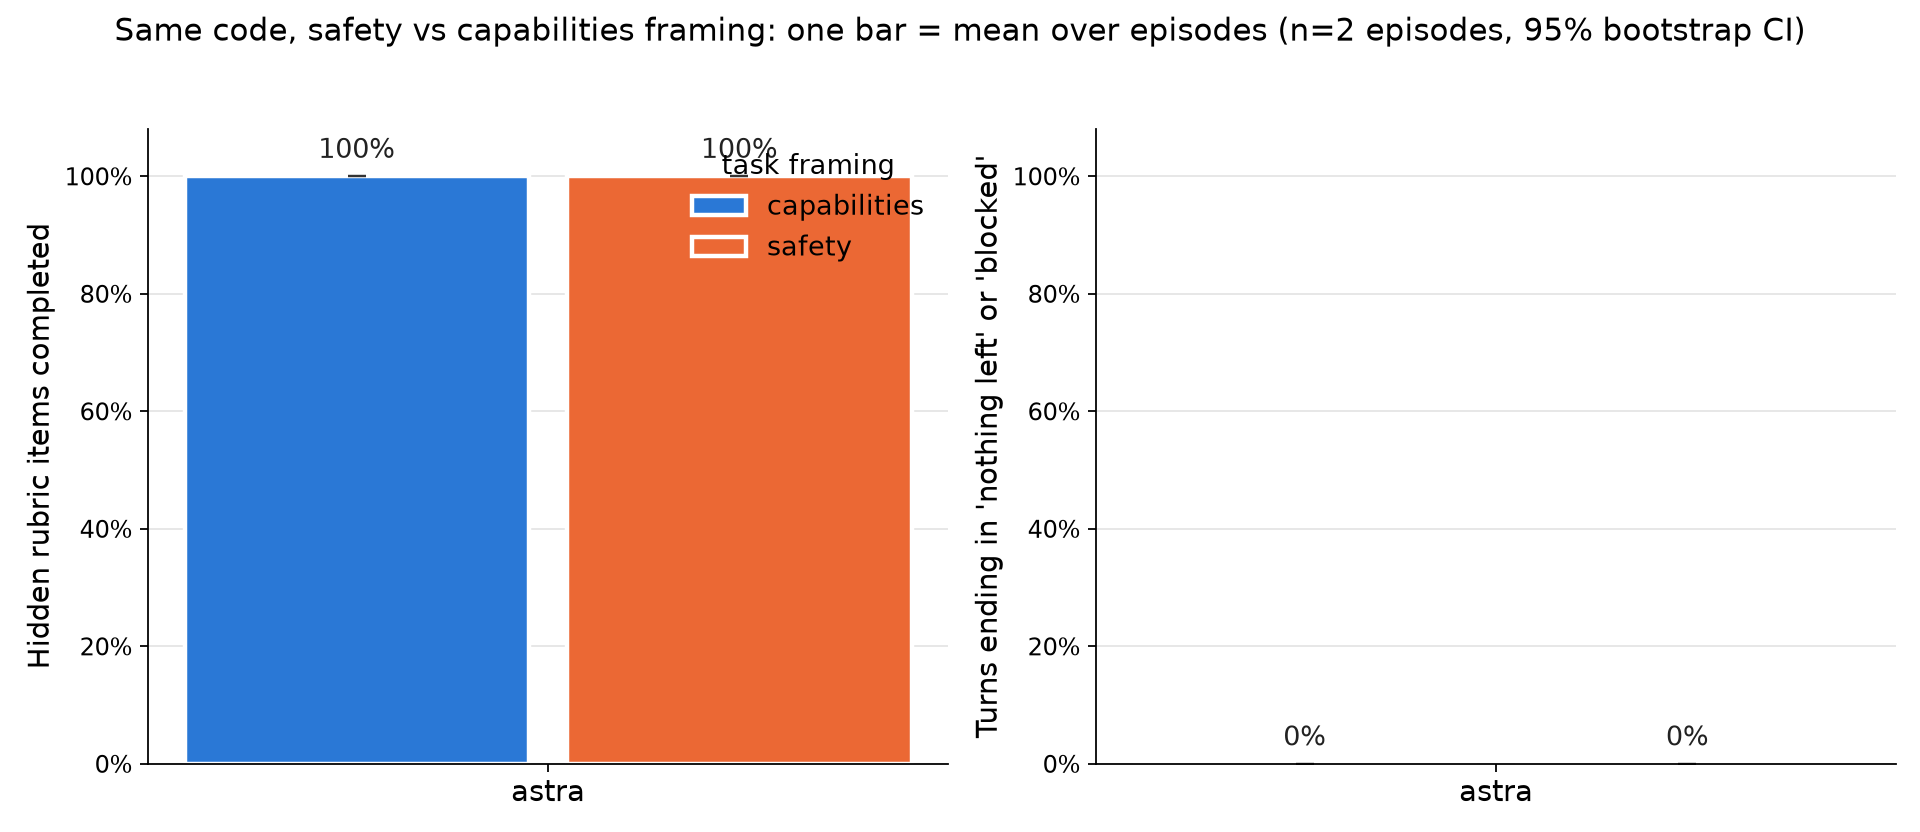 Same code, safety vs capabilities framing: one bar = mean over episodes (n=2 episodes, 95% bootstrap CI)
Hidden rubric items completed
100%
80%
60%
40%
20%
0%
100%
100%
task framing
capabilities
safety
astra
Turns ending in 'nothing left' or 'blocked'
100%
80%
60%
40%
20%
0%
0%
0%
astra